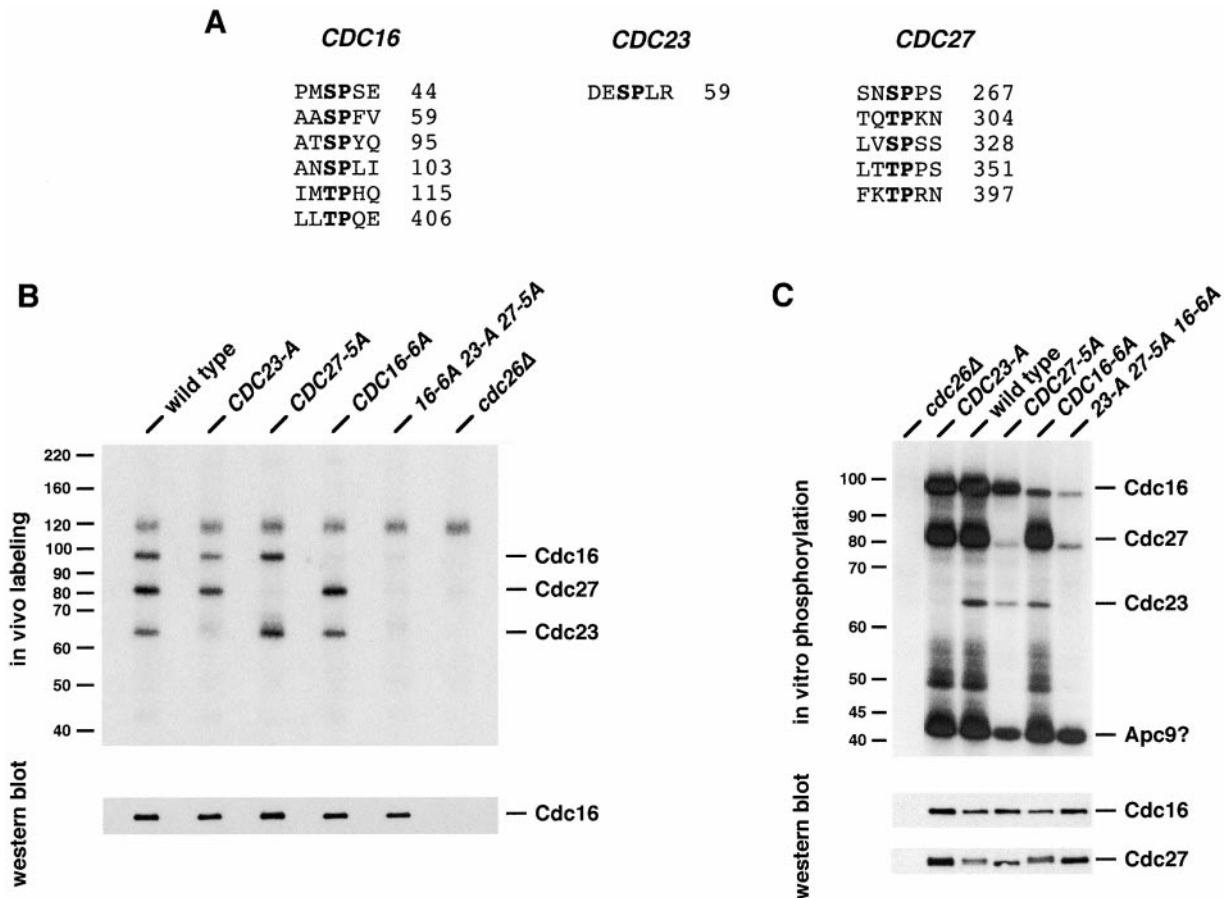 A
CDC16
CDC23
CDC27
PMSPSE 44
AASPFV 59
ATSPYQ 95
ANSPLI 103
IMTPHQ 115
LLTPQE 406
DESPLR 59
SNSPPS 267
TQTPKN 304
LVSPSS 328
LTTPPS 351
FKTPRN 397
B
wild type
CDC23-A
CDC27-5A
CDC16-6A
16-6A 23-A 27-5A
cdc26Δ
in vivo labeling
220
160
120
100
90
80
70
60
50
40
Cdc16
Cdc27
Cdc23
western blot
Cdc16
C
cdc26Δ
CDC23-A
wild type
CDC27-5A
CDC16-6A
23-A 27-5A 16-6A
in vitro phosphorylation
100
90
80
70
60
50
45
40
Cdc16
Cdc27
Cdc23
Apc9?
western blot
Cdc16
Cdc27